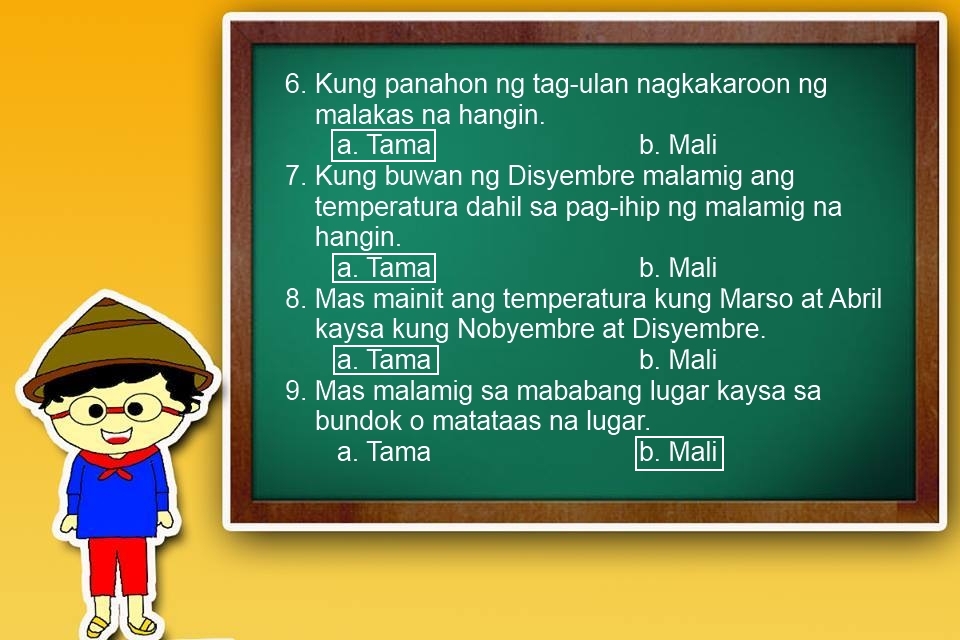 6. Kung panahon ng tag-ulan nagkakaroon ng
malakas na hangin.
a. Tama b. Mali
7. Kung buwan ng Disyembre malamig ang
temperatura dahil sa pag-ihip ng malamig na
hangin.
a. Tama b. Mali
8. Mas mainit ang temperatura kung Marso at Abril
kaysa kung Nobyembre at Disyembre.
a. Tama b. Mali
9. Mas malamig sa mababang lugar kaysa sa
bundok o matataas na lugar.
a. Tama b. Mali